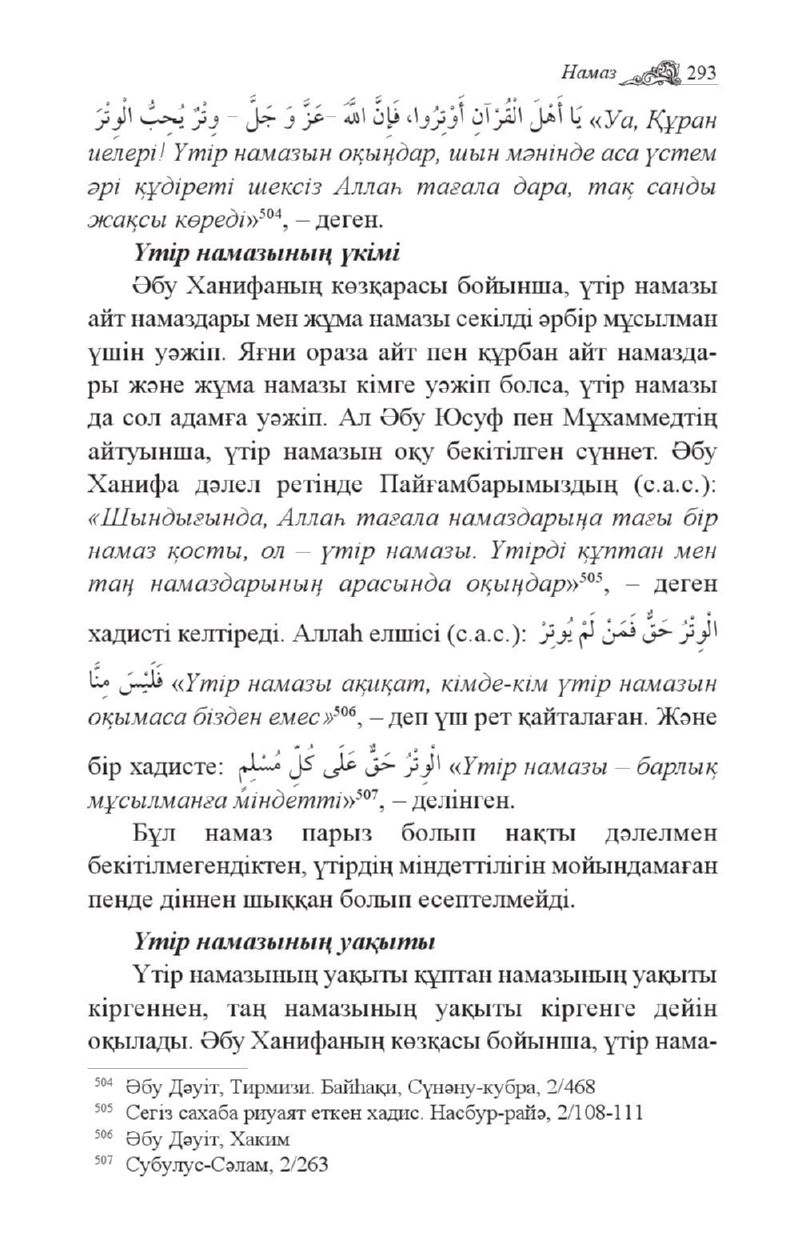 Намаз 293
يَا أَهْلَ الْقُرْآنِ أَوْتِرُوا، فَإِنَّ اللَّهَ -عَزَّ وَ جَلَّ – وِتْرٌ يُحِبُّ الْوِتْرَ «Уа, Құран
иелері! Үтір намазын оқыңдар, шын мәнінде аса үстем
әрі құдіреті шексіз Аллаһ тағала дара, тақ санды
жақсы көреді»504, – деген.
Үтір намазының үкімі
Әбу Ханифаның көзқарасы бойынша, үтір намазы
айт намаздары мен жұма намазы секілді әрбір мұсылман
үшін уәжіп. Яғни ораза айт пен құрбан айт намазда-
ры және жұма намазы кімге уәжіп болса, үтір намазы
да сол адамға уәжіп. Ал Әбу Юсуф пен Мұхаммедтің
айтуынша, үтір намазын оқу бекітілген сүннет. Әбу
Ханифа дәлел ретінде Пайғамбарымыздың (с.а.с.):
«Шындығында, Аллаһ тағала намаздарыңа тағы бір
намаз қосты, ол – үтір намазы. Үтірді құптан мен
таң намаздарының арасында оқыңдар»505, – деген
хадисті келтіреді. Аллаһ елшісі (с.а.с.): الْوِتْرُ حَقٌّ فَمَنْ لَمْ يُوتِرْ
فَلَيْسَ مِنَّا «Үтір намазы ақиқат, кімде-кім үтір намазын
оқымаса бізден емес»506, – деп үш рет қайталаған. Және
бір хадисте: الْوِتْرُ حَقٌّ عَلَى كُلِّ مُسْلِمٍ «Үтір намазы – барлық
мұсылманға міндетті»507, – делінген.
Бұл намаз парыз болып нақты дәлелмен
бекітілмегендіктен, үтірдің міндеттілігін мойындамаған
пенде діннен шыққан болып есептелмейді.
Үтір намазының уақыты
Үтір намазының уақыты құптан намазының уақыты
кіргеннен, таң намазының уақыты кіргенге дейін
оқылады. Әбу Ханифаның көзқасы бойынша, үтір нама-
504 Әбу Дәуіт, Тирмизи. Байһақи, Сүнәну-кубра, 2/468
505 Сегіз сахаба риуаят еткен хадис. Насбур-райә, 2/108-111
506 Әбу Дәуіт, Хаким
507 Субулус-Сәлам, 2/263